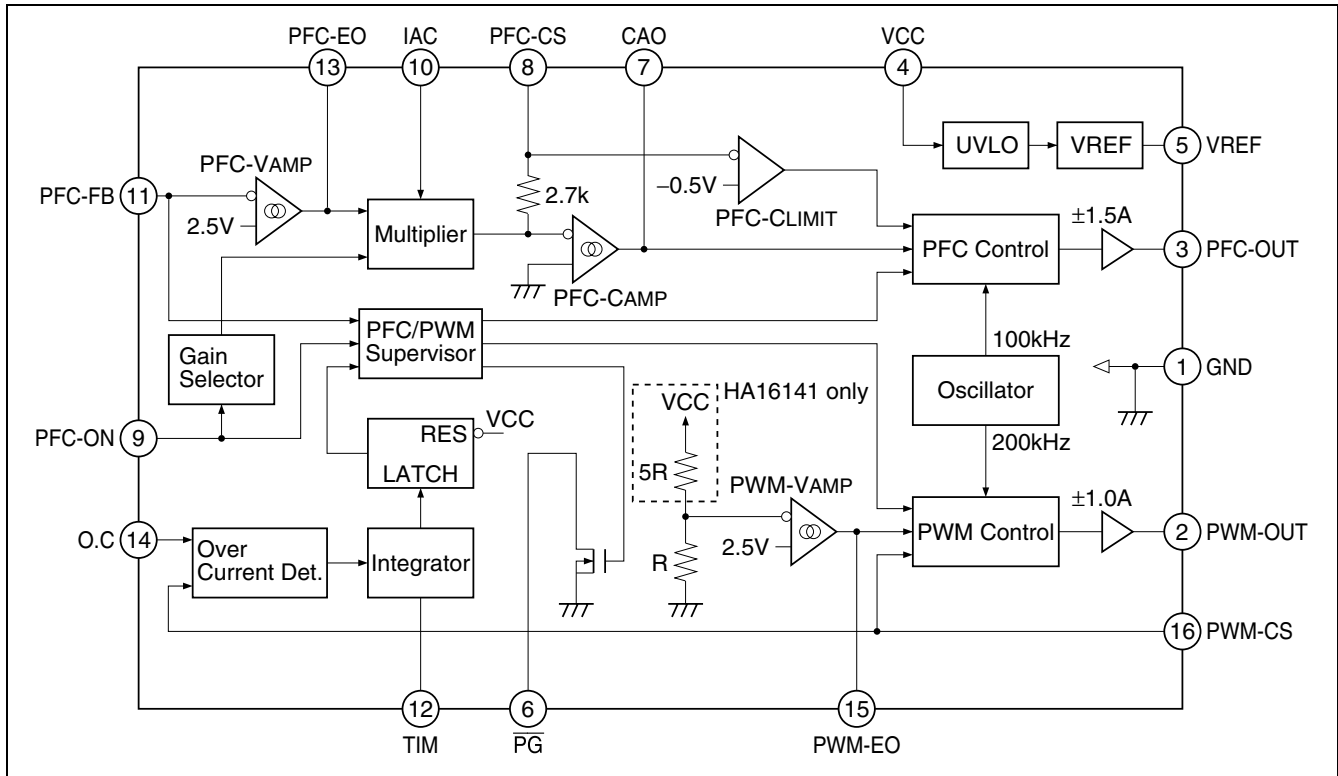 PFC-EO
IAC
PFC-CS
CAO
VCC
13
10
8
7
4
UVLO
VREF
5
VREF
PFC-VAMP
PFC-FB
11
2.5V
Multiplier
2.7k
−0.5V
PFC-CLIMIT
PFC-CAMP
PFC Control
±1.5A
3
PFC-OUT
PFC/PWM
Supervisor
Gain
Selector
100kHz
Oscillator
200kHz
1
GND
HA16141 only
VCC
5R
R
PFC-ON
9
RES
VCC
LATCH
PWM-VAMP
2.5V
PWM Control
±1.0A
2
PWM-OUT
O.C
14
Over
Current Det.
Integrator
16
PWM-CS
12
6
15
TIM
PG
PWM-EO